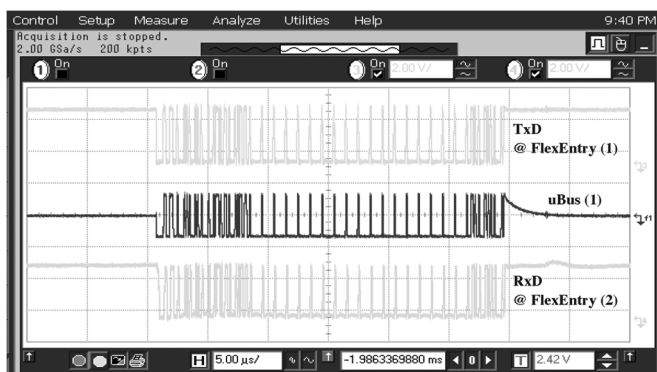 Control Setup Measure Analyze Utilities Help 9:40 PM
Acquisition is stopped.
2.00 GSa/s 200 kpts
1 On 2 On 3 On 2.00 V/ 4 On 2.00 V/
TxD
@ FlexEntry (1)
uBus (1)
RxD
@ FlexEntry (2)
H 5.00 µs/ -1.9863369880 ms 0 T 2.42 V